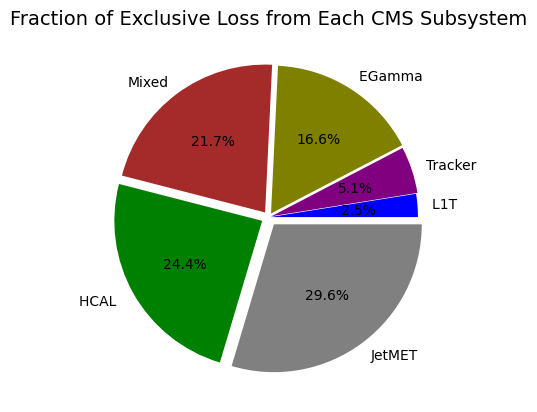 Fraction of Exclusive Loss from Each CMS Subsystem
EGamma
Mixed
16.6%
21.7%
Tracker
5.1%
L1T
2.5%
24.4%
29.6%
HCAL
JetMET